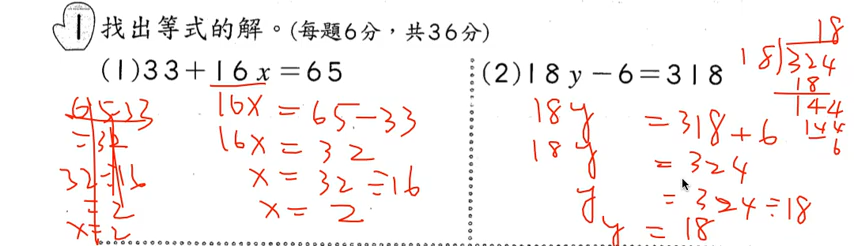 1 找出等式的解。(每題6分,共36分)
(1)33+16x=65
65-33
=32
32÷16
=2
x=2
16x=65-33
16x=32
x=32÷16
x=2
(2)18y-6=318
18y=318+6
18y=324
y=324÷18
y=18
18
18)324
18
144
144